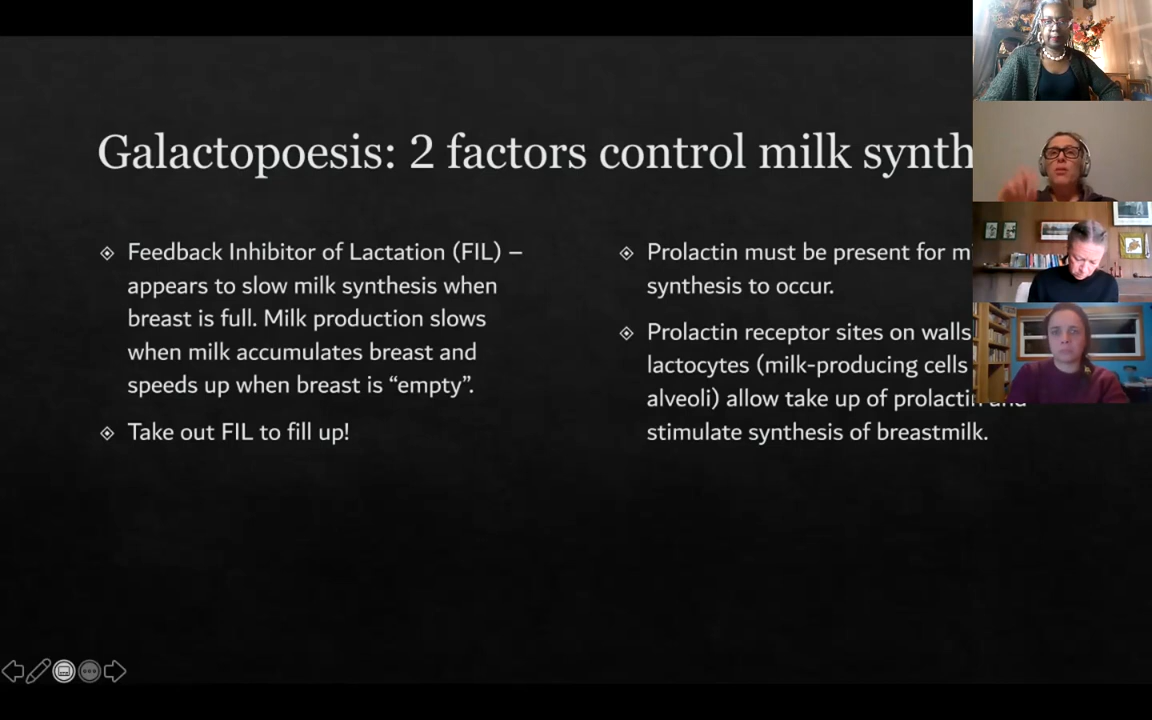 Galactopoesis: 2 factors control milk synth
Feedback Inhibitor of Lactation (FIL) –
appears to slow milk synthesis when
breast is full. Milk production slows
when milk accumulates breast and
speeds up when breast is “empty”.
Take out FIL to fill up!
Prolactin must be present for m
synthesis to occur.
Prolactin receptor sites on walls
lactocytes (milk-producing cells
alveoli) allow take up of prolactin and
stimulate synthesis of breastmilk.